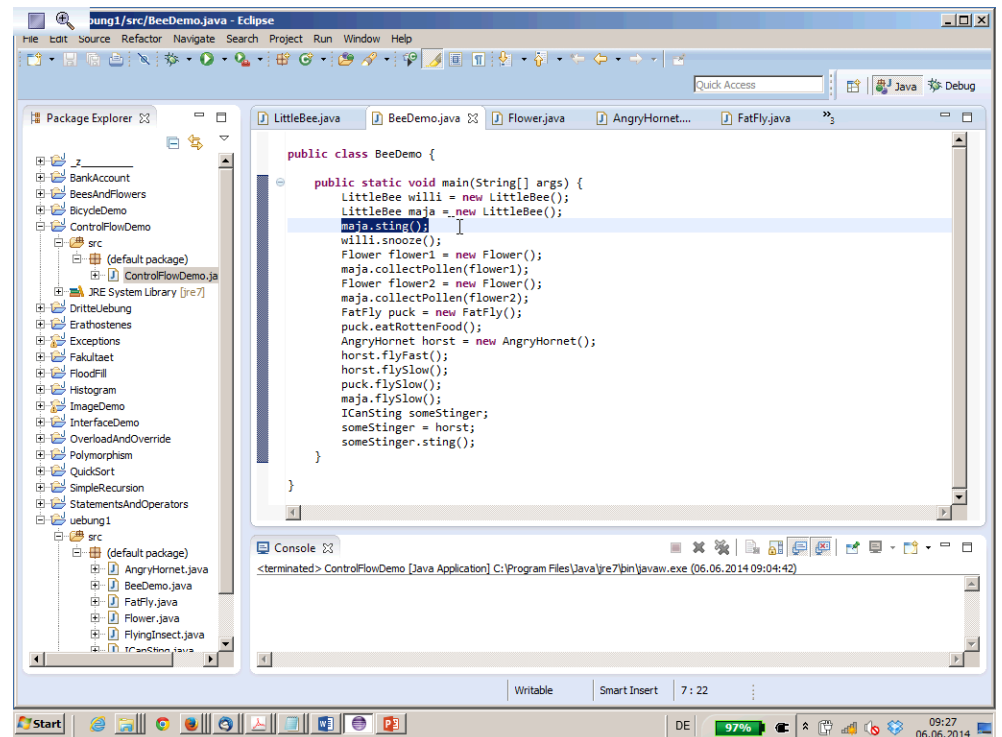 bung1/src/BeeDemo.java - Eclipse
File Edit Source Refactor Navigate Search Project Run Window Help
Quick Access
Java
Debug
Package Explorer
_z_________
BankAccount
BeesAndFlowers
BicycleDemo
ControlFlowDemo
src
(default package)
ControlFlowDemo.ja
JRE System Library [jre7]
DritteUebung
Erathostenes
Exceptions
Fakultaet
FloodFill
Histogram
ImageDemo
InterfaceDemo
OverloadAndOverride
Polymorphism
QuickSort
SimpleRecursion
StatementsAndOperators
uebung1
src
(default package)
AngryHornet.java
BeeDemo.java
FatFly.java
Flower.java
FlyingInsect.java
ICanSting.java
LittleBee.java BeeDemo.java Flower.java AngryHornet.... FatFly.java »3
public class BeeDemo {
public static void main(String[] args) {
LittleBee willi = new LittleBee();
LittleBee maja = new LittleBee();
maja.sting();
willi.snooze();
Flower flower1 = new Flower();
maja.collectPollen(flower1);
Flower flower2 = new Flower();
maja.collectPollen(flower2);
FatFly puck = new FatFly();
puck.eatRottenFood();
AngryHornet horst = new AngryHornet();
horst.flyFast();
horst.flySlow();
puck.flySlow();
maja.flySlow();
ICanSting someStinger;
someStinger = horst;
someStinger.sting();
}
}
Console
<terminated> ControlFlowDemo [Java Application] C:\Program Files\Java\jre7\bin\javaw.exe (06.06.2014 09:04:42)
Writable Smart Insert 7 : 22
Start
DE
97%
09:27
06.06.2014